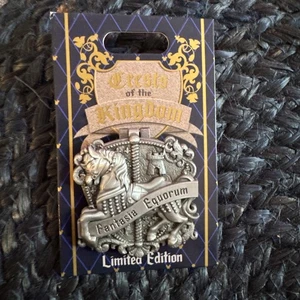 Crests
of the
Kingdom
Fantasia Equorum
Limited Edition